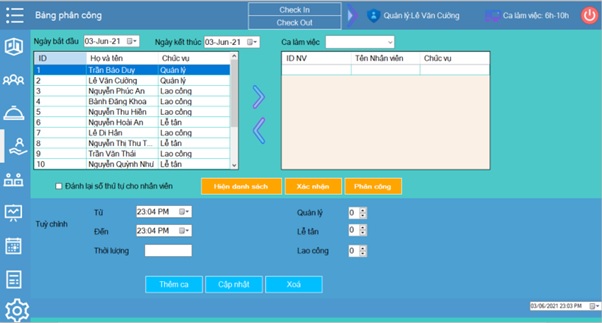 Bảng phân công
Check In
Check Out
Quản lý:Lê Văn Cường
Ca làm việc: 6h-10h
Ngày bắt đầu 03-Jun-21
Ngày kết thúc 03-Jun-21
Ca làm việc
ID Họ và tên Chức vụ
1 Trần Bảo Duy Quản lý
2 Lê Văn Cường Quản lý
3 Nguyễn Phúc An Lao công
4 Bành Đăng Khoa Lao công
5 Nguyễn Thu Hiền Lao công
6 Nguyễn Hoài An Lễ tân
7 Lê Di Hân Lao công
8 Nguyễn Thị Thu T... Lễ tân
9 Trần Văn Thái Lao công
10 Nguyễn Quỳnh Như Lễ tân
ID NV Tên Nhân viên Chức vụ
Đánh lại số thứ tự cho nhân viên
Hiện danh sách Xác nhận Phân công
Tuỳ chỉnh
Từ 23:04 PM
Đến 23:04 PM
Thời lượng
Quản lý 0
Lễ tân 0
Lao công 0
Thêm ca Cập nhật Xoá
03/06/2021 23:03 PM